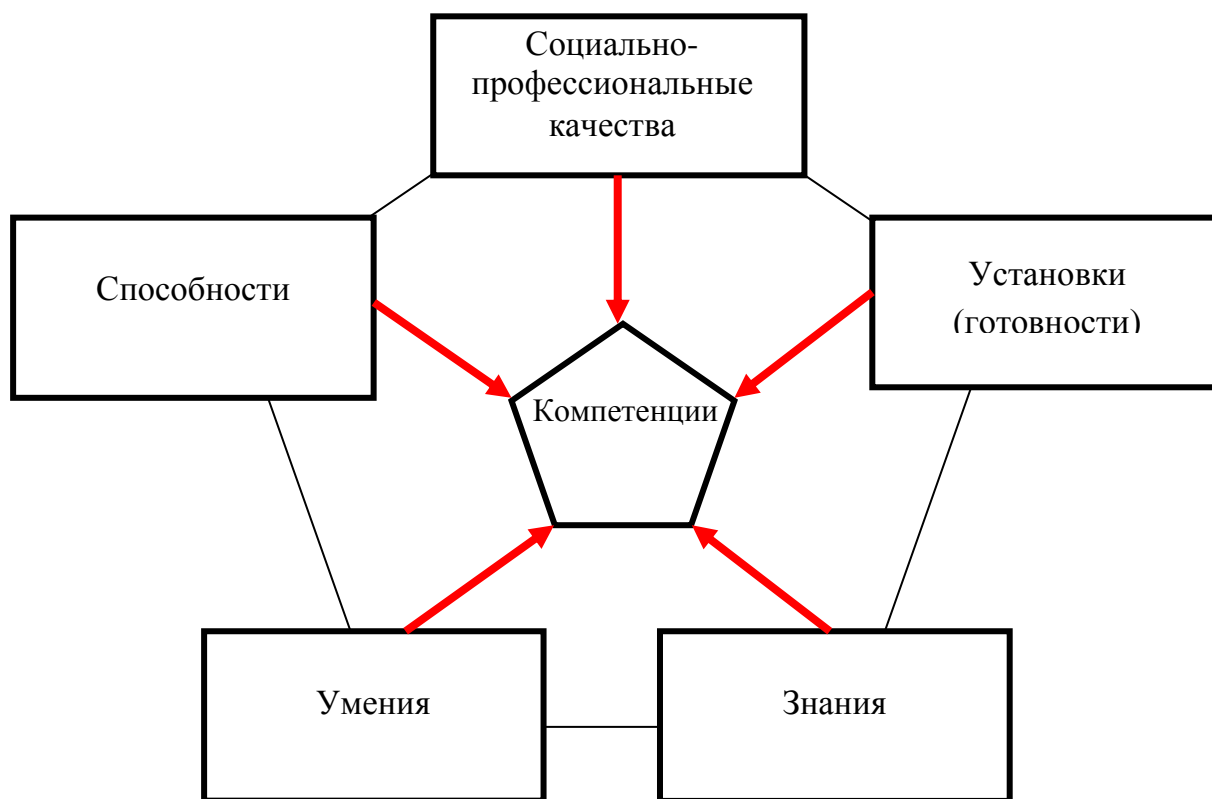 Социально-
профессиональные
качества
Способности
Установки
(готовности)
Компетенции
Умения
Знания